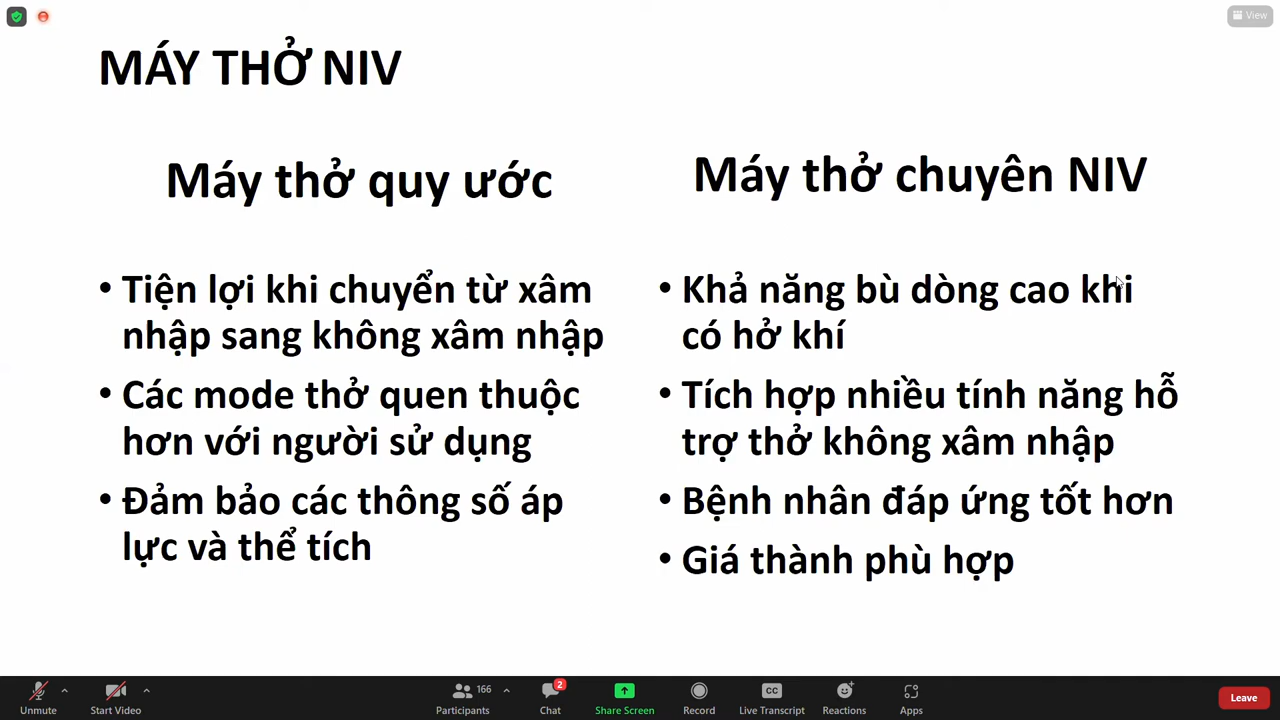 View
MÁY THỞ NIV
Máy thở quy ước
• Tiện lợi khi chuyển từ xâm
nhập sang không xâm nhập
• Các mode thở quen thuộc
hơn với người sử dụng
• Đảm bảo các thông số áp
lực và thể tích
Máy thở chuyên NIV
• Khả năng bù dòng cao khi
có hở khí
• Tích hợp nhiều tính năng hỗ
trợ thở không xâm nhập
• Bệnh nhân đáp ứng tốt hơn
• Giá thành phù hợp
Unmute
Start Video
Participants 166
Chat 2
Share Screen
Record
CC Live Transcript
Reactions
Apps
Leave